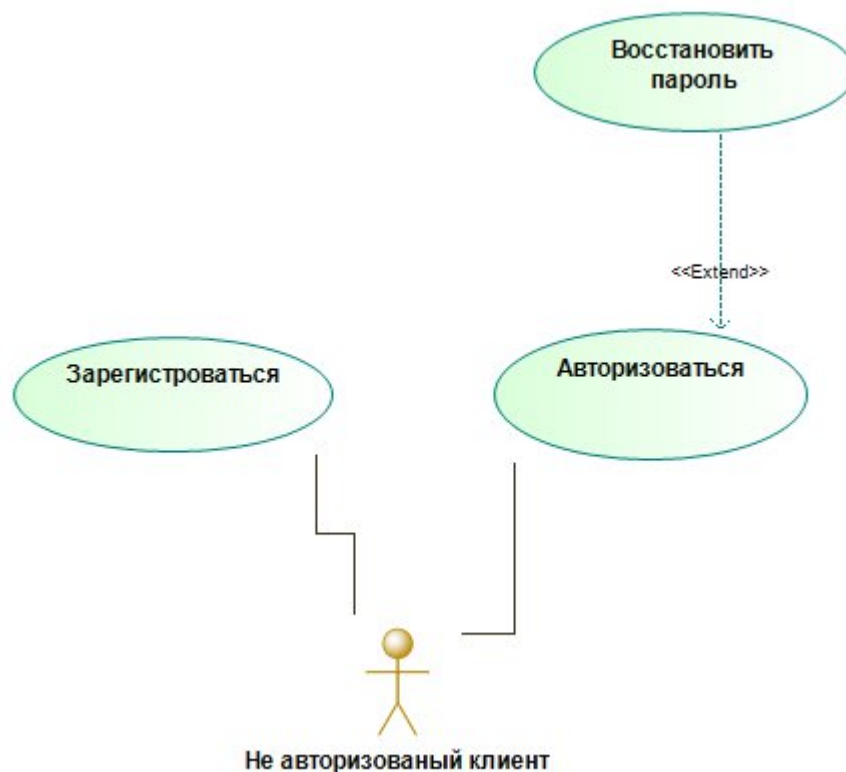 Восстановить
пароль
<<Extend>>
Зарегистроваться
Авторизоваться
Не авторизованый клиент